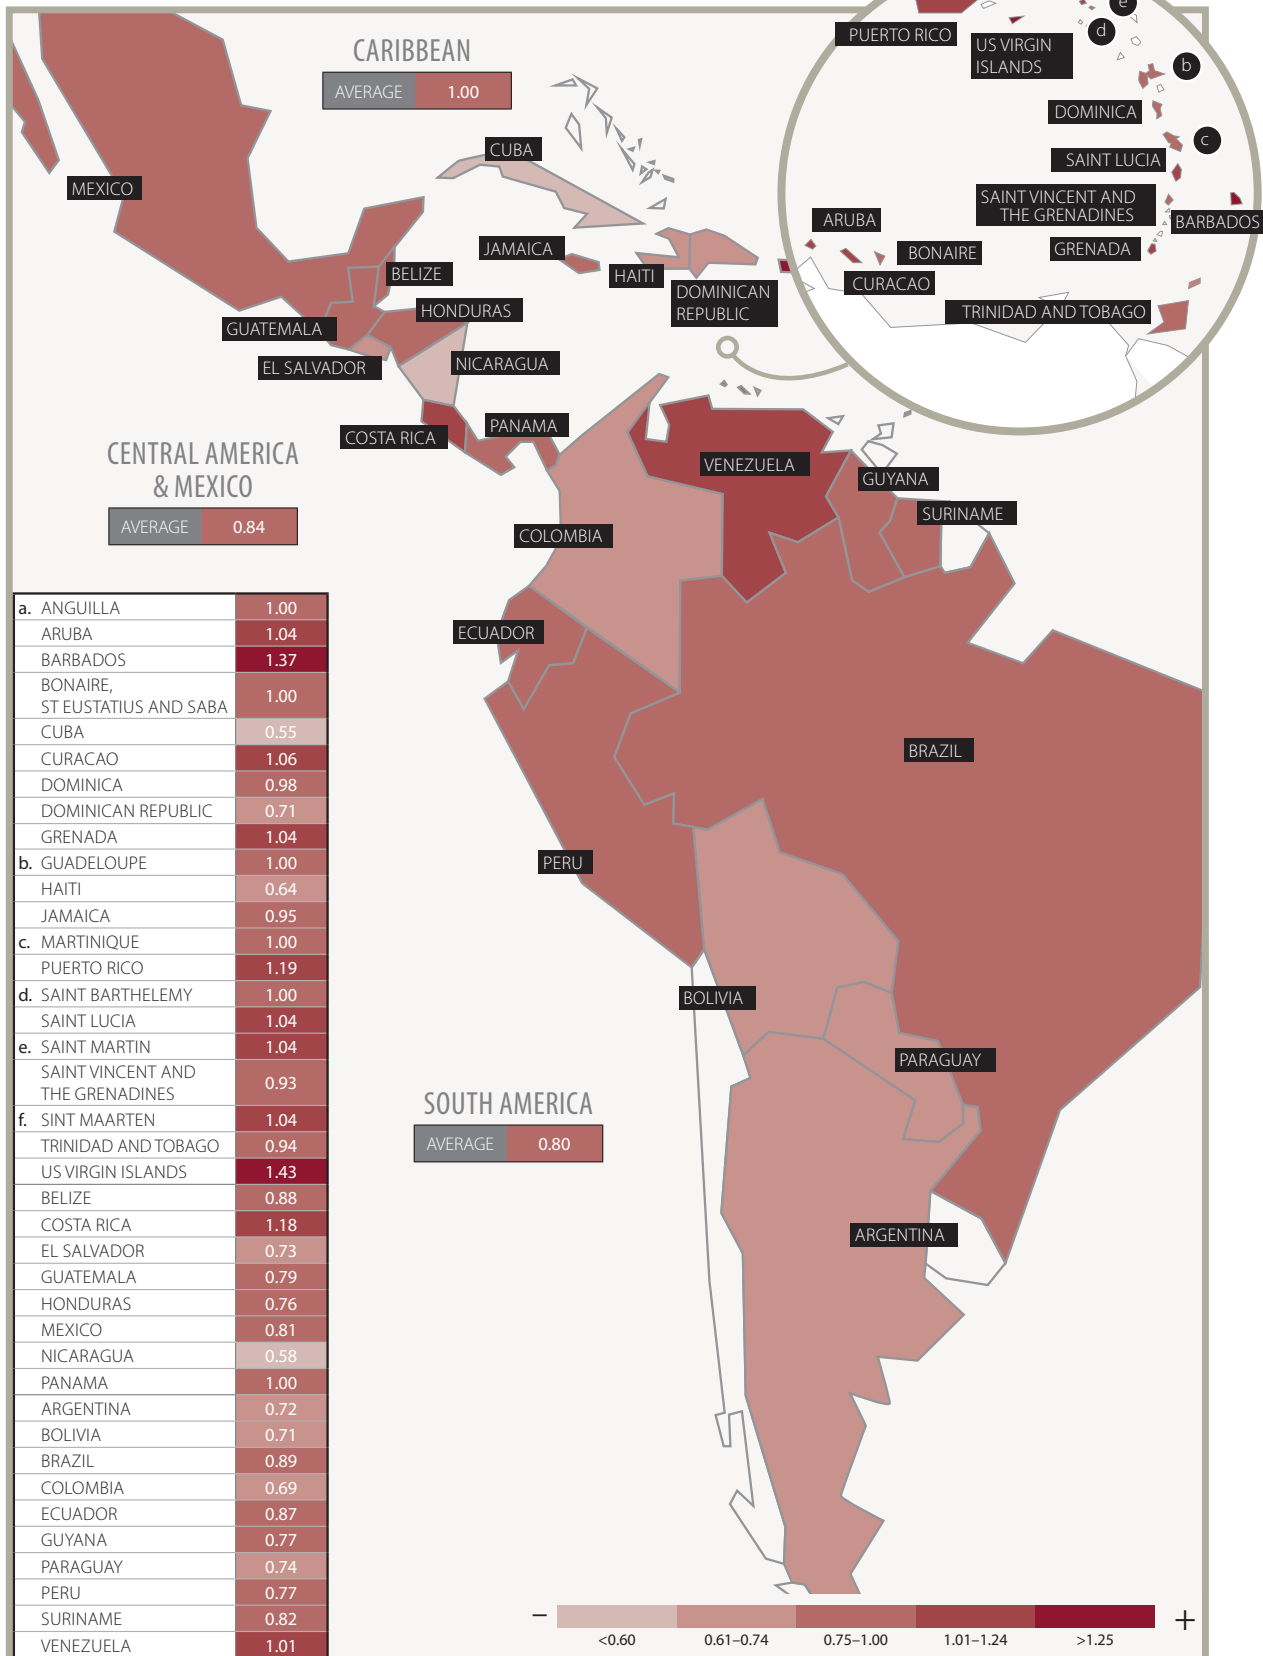 CARIBBEAN
AVERAGE 1.00
PUERTO RICO
US VIRGIN
ISLANDS
e
d
b
DOMINICA
c
SAINT LUCIA
SAINT VINCENT AND
THE GRENADINES
BARBADOS
ARUBA
GRENADA
BONAIRE
CURACAO
TRINIDAD AND TOBAGO
CUBA
MEXICO
JAMAICA
HAITI
BELIZE
DOMINICAN
REPUBLIC
HONDURAS
GUATEMALA
EL SALVADOR
NICARAGUA
COSTA RICA
PANAMA
CENTRAL AMERICA
& MEXICO
AVERAGE 0.84
VENEZUELA
GUYANA
SURINAME
COLOMBIA
ECUADOR
BRAZIL
PERU
BOLIVIA
PARAGUAY
SOUTH AMERICA
AVERAGE 0.80
ARGENTINA
a. ANGUILLA 1.00
ARUBA 1.04
BARBADOS 1.37
BONAIRE,
ST EUSTATIUS AND SABA 1.00
CUBA 0.55
CURACAO 1.06
DOMINICA 0.98
DOMINICAN REPUBLIC 0.71
GRENADA 1.04
b. GUADELOUPE 1.00
HAITI 0.64
JAMAICA 0.95
c. MARTINIQUE 1.00
PUERTO RICO 1.19
d. SAINT BARTHELEMY 1.00
SAINT LUCIA 1.04
e. SAINT MARTIN 1.04
SAINT VINCENT AND
THE GRENADINES 0.93
f. SINT MAARTEN 1.04
TRINIDAD AND TOBAGO 0.94
US VIRGIN ISLANDS 1.43
BELIZE 0.88
COSTA RICA 1.18
EL SALVADOR 0.73
GUATEMALA 0.79
HONDURAS 0.76
MEXICO 0.81
NICARAGUA 0.58
PANAMA 1.00
ARGENTINA 0.72
BOLIVIA 0.71
BRAZIL 0.89
COLOMBIA 0.69
ECUADOR 0.87
GUYANA 0.77
PARAGUAY 0.74
PERU 0.77
SURINAME 0.82
VENEZUELA 1.01
− +
<0.60 0.61–0.74 0.75–1.00 1.01–1.24 >1.25